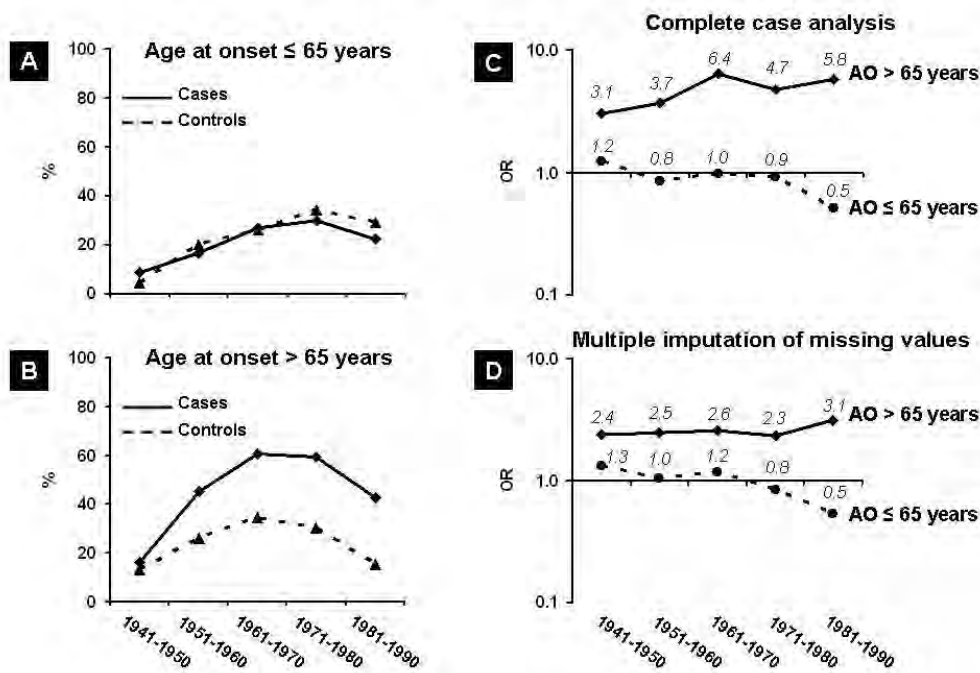 A
Age at onset ≤ 65 years
100
80
60
40
20
0
%
Cases
Controls
B
Age at onset > 65 years
100
80
60
40
20
0
%
Cases
Controls
1941-1950
1951-1960
1961-1970
1971-1980
1981-1990
Complete case analysis
C
10.0
1.0
0.1
OR
3.1
3.7
6.4
4.7
5.8
AO > 65 years
1.2
0.8
1.0
0.9
0.5
AO ≤ 65 years
Multiple imputation of missing values
D
10.0
1.0
0.1
OR
2.4
2.5
2.6
2.3
3.1
AO > 65 years
1.3
1.0
1.2
0.8
0.5
AO ≤ 65 years
1941-1950
1951-1960
1961-1970
1971-1980
1981-1990